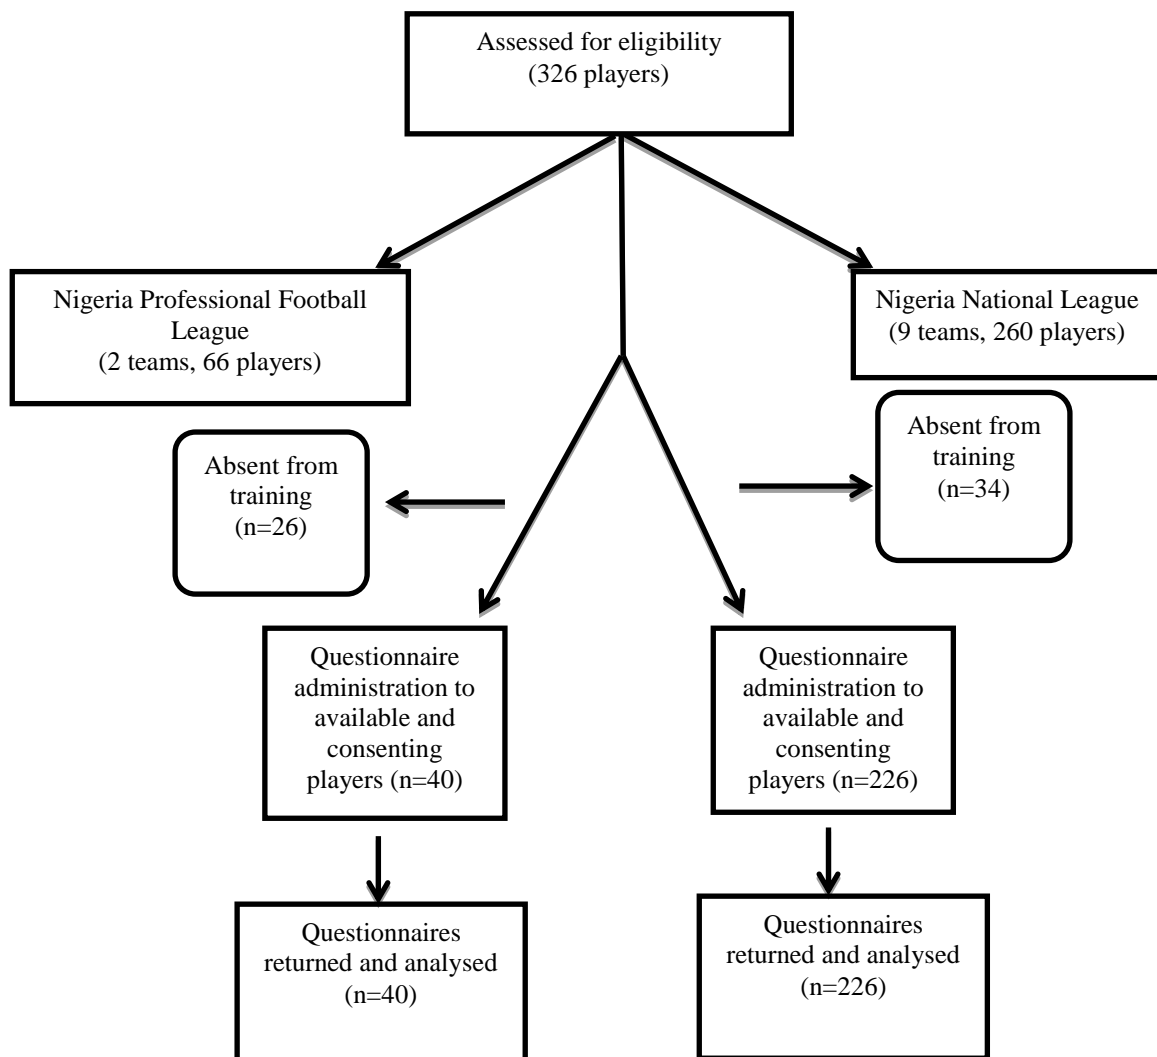 Assessed for eligibility
(326 players)
Nigeria Professional Football
League
(2 teams, 66 players)
Nigeria National League
(9 teams, 260 players)
Absent from
training
(n=26)
Absent from
training
(n=34)
Questionnaire
administration to
available and
consenting
players (n=40)
Questionnaire
administration to
available and
consenting
players (n=226)
Questionnaires
returned and analysed
(n=40)
Questionnaires
returned and analysed
(n=226)